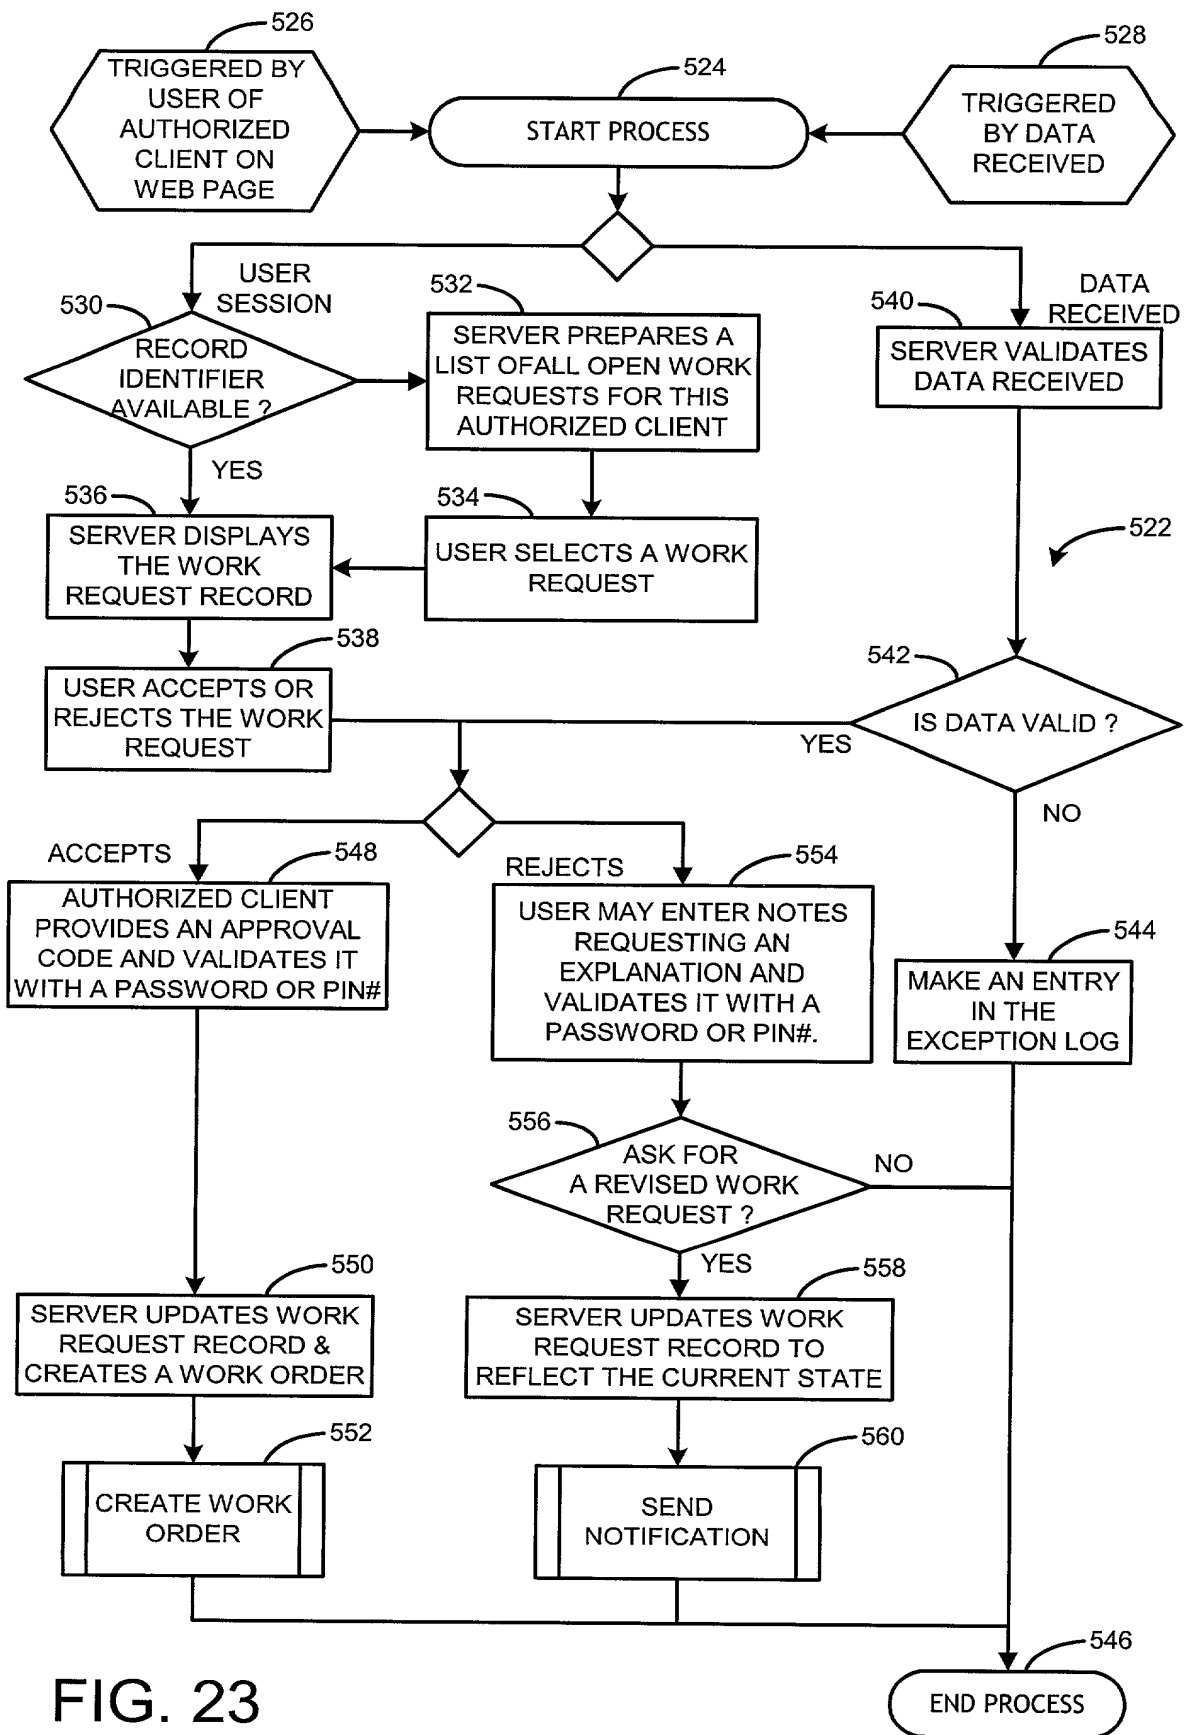 526
528
524
TRIGGERED BY
USER OF
AUTHORIZED
CLIENT ON
WEB PAGE
START PROCESS
TRIGGERED
BY DATA
RECEIVED
USER
SESSION
DATA
RECEIVED
530
RECORD
IDENTIFIER
AVAILABLE ?
532
SERVER PREPARES A
LIST OFALL OPEN WORK
REQUESTS FOR THIS
AUTHORIZED CLIENT
540
SERVER VALIDATES
DATA RECEIVED
YES
536
SERVER DISPLAYS
THE WORK
REQUEST RECORD
534
USER SELECTS A WORK
REQUEST
522
538
USER ACCEPTS OR
REJECTS THE WORK
REQUEST
542
IS DATA VALID ?
YES
NO
ACCEPTS
548
AUTHORIZED CLIENT
PROVIDES AN APPROVAL
CODE AND VALIDATES IT
WITH A PASSWORD OR PIN#
REJECTS
554
USER MAY ENTER NOTES
REQUESTING AN
EXPLANATION AND
VALIDATES IT WITH A
PASSWORD OR PIN#.
544
MAKE AN ENTRY
IN THE
EXCEPTION LOG
556
ASK FOR
A REVISED WORK
REQUEST ?
NO
YES
550
SERVER UPDATES WORK
REQUEST RECORD &
CREATES A WORK ORDER
558
SERVER UPDATES WORK
REQUEST RECORD TO
REFLECT THE CURRENT STATE
552
CREATE WORK
ORDER
560
SEND
NOTIFICATION
546
END PROCESS
FIG. 23